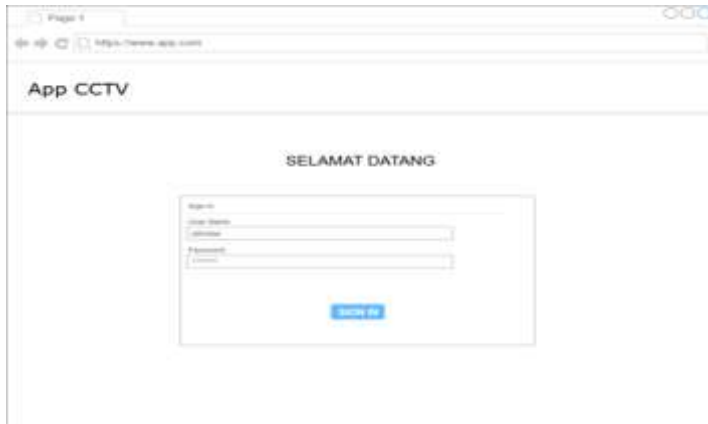 Page 1
https://www.app.com
App CCTV
SELAMAT DATANG
Sign In
User Name
Password
********
SIGN IN